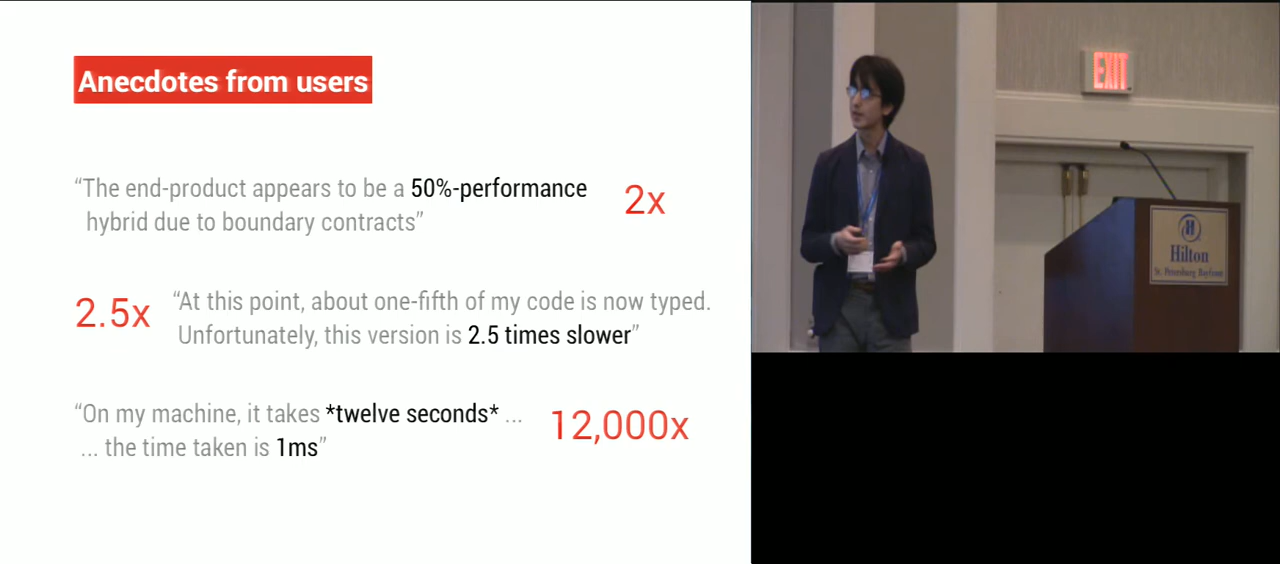 Anecdotes from users
“The end-product appears to be a 50%-performance
hybrid due to boundary contracts”
2x
2.5x
“At this point, about one-fifth of my code is now typed.
Unfortunately, this version is 2.5 times slower”
“On my machine, it takes *twelve seconds* ...
... the time taken is 1ms”
12,000x
EXIT
Hilton
St. Petersburg Bayfront